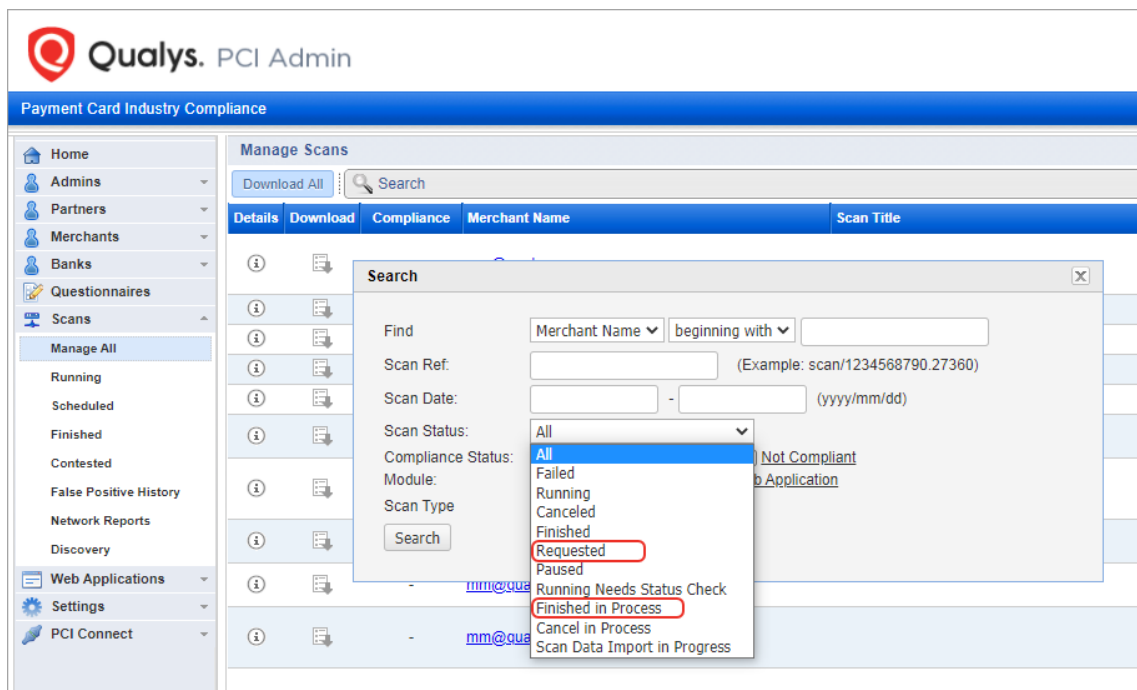 Qualys. PCI Admin
Payment Card Industry Compliance
Home
Admins
Partners
Merchants
Banks
Questionnaires
Scans
Manage All
Running
Scheduled
Finished
Contested
False Positive History
Network Reports
Discovery
Web Applications
Settings
PCI Connect
Manage Scans
Download All Search
Details Download Compliance Merchant Name Scan Title
Search
Find Merchant Name beginning with
Scan Ref: (Example: scan/1234568790.27360)
Scan Date: - (yyyy/mm/dd)
Scan Status: All
Compliance Status: Not Compliant
Module: Application
Scan Type
Search
All
Failed
Running
Canceled
Finished
Requested
Paused
Running Needs Status Check
Finished in Process
Cancel in Process
Scan Data Import in Progress
- mm@qua
- mm@qua